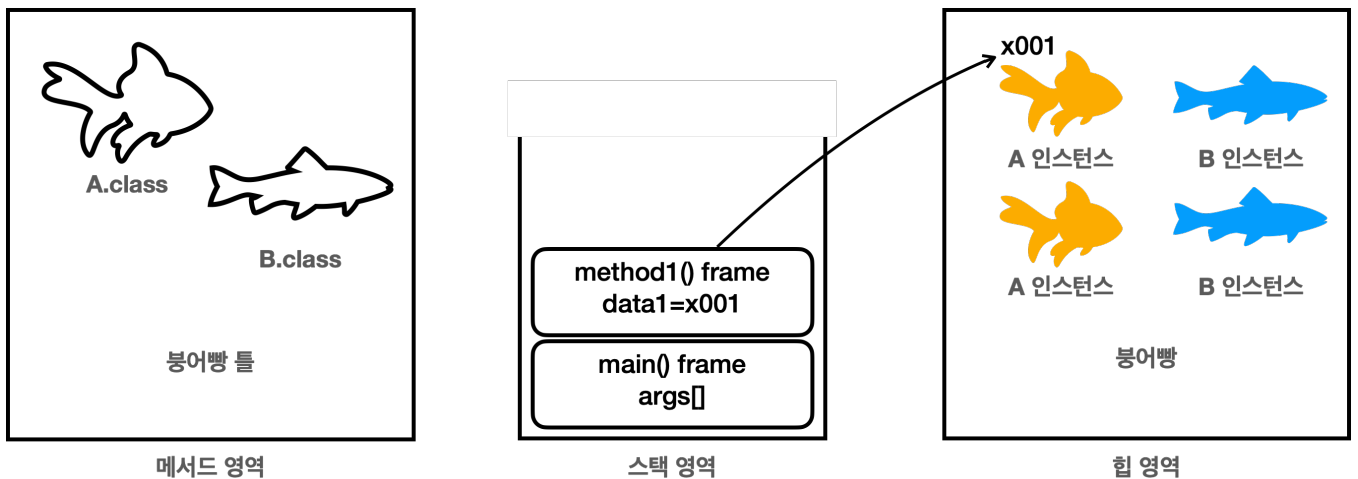 A.class
B.class
붕어빵 틀
메서드 영역
method1() frame
data1=x001
main() frame
args[]
스택 영역
x001
A 인스턴스
B 인스턴스
A 인스턴스
B 인스턴스
붕어빵
힙 영역